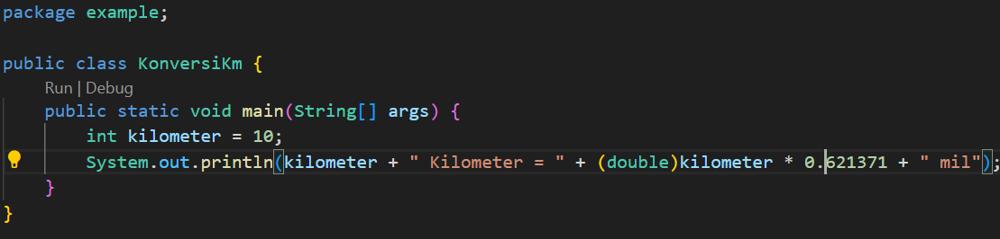 package example;
public class KonversiKm {
Run | Debug
public static void main(String[] args) {
int kilometer = 10;
System.out.println(kilometer + " Kilometer = " + (double)kilometer * 0.621371 + " mil");
}
}